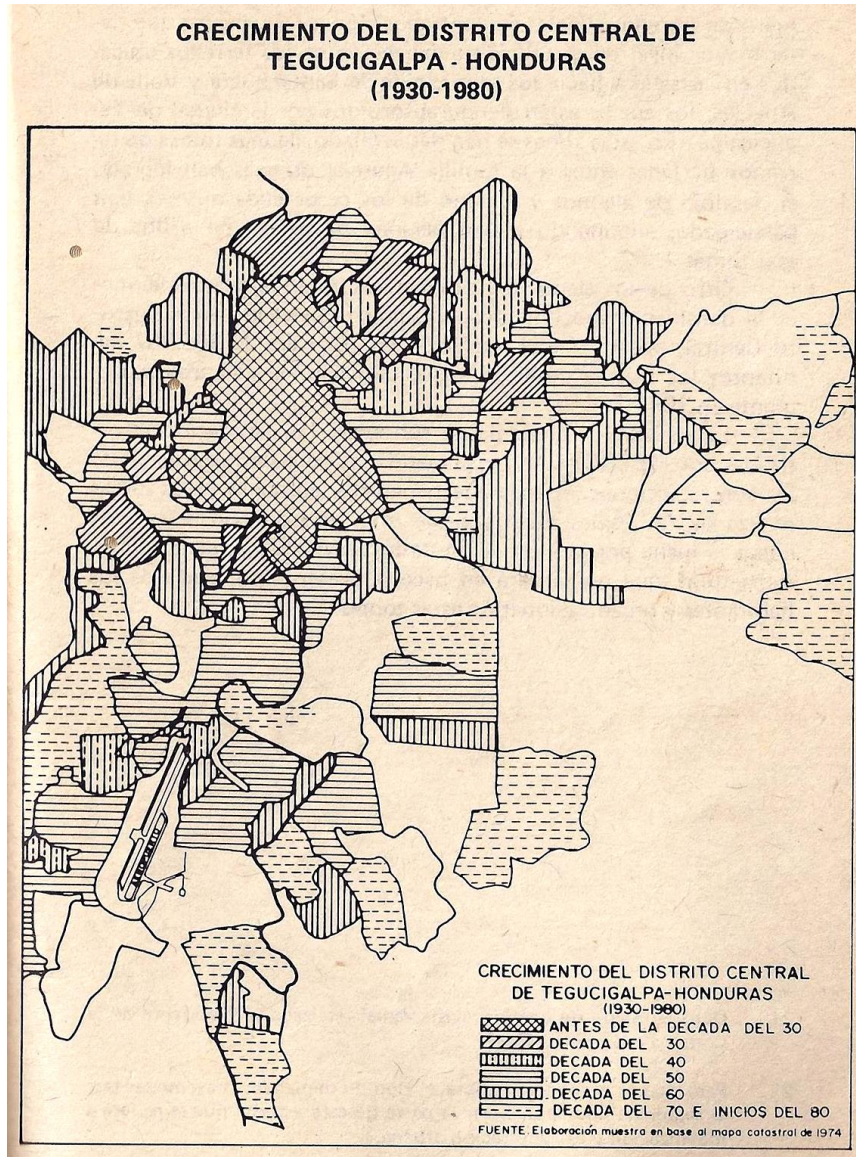 CRECIMIENTO DEL DISTRITO CENTRAL DE
TEGUCIGALPA - HONDURAS
(1930-1980)
CRECIMIENTO DEL DISTRITO CENTRAL
DE TEGUCIGALPA-HONDURAS
(1930-1980)
ANTES DE LA DECADA DEL 30
DECADA DEL 30
DECADA DEL 40
DECADA DEL 50
DECADA DEL 60
DECADA DEL 70 E INICIOS DEL 80
FUENTE. Elaboración muestra en base al mapa catastral de 1974